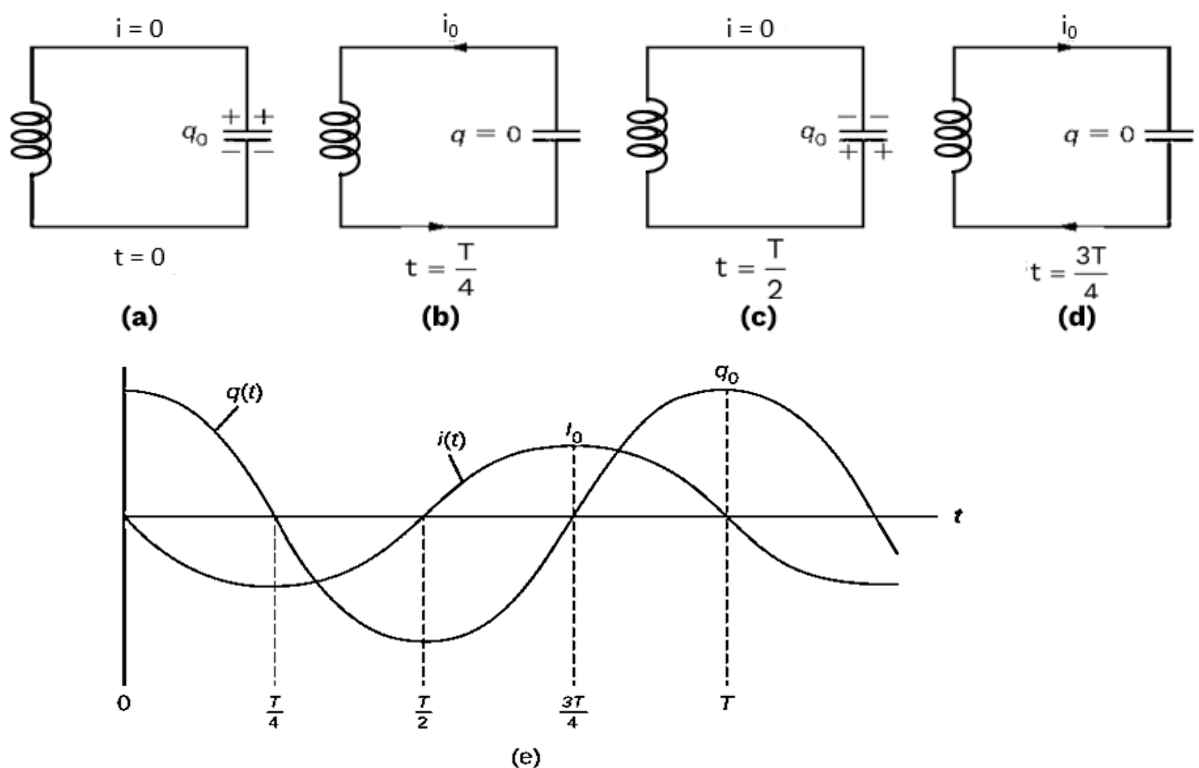 i = 0
i₀
i = 0
i₀
+ +
q₀
− −
q = 0
− −
q₀
+ +
q = 0
t = 0
t = T/4
t = T/2
t = 3T/4
(a)
(b)
(c)
(d)
q(t)
i(t)
i₀
q₀
t
0
T/4
T/2
3T/4
T
(e)